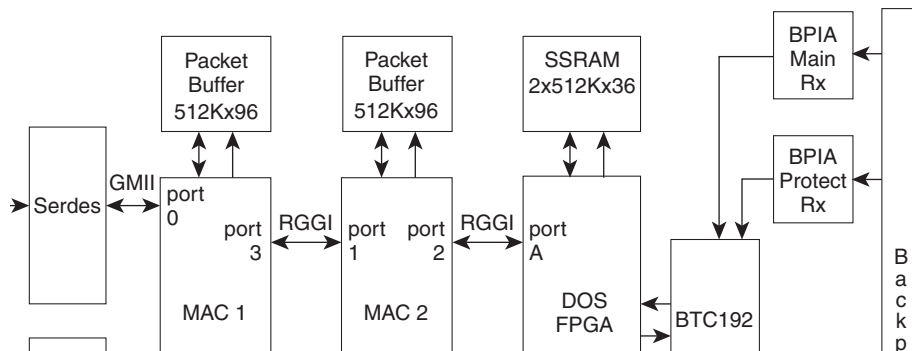 Packet
Buffer
512Kx96
Packet
Buffer
512Kx96
SSRAM
2x512Kx36
BPIA
Main
Rx
BPIA
Protect
Rx
Serdes
GMII
port
0
port
3
MAC 1
RGGI
port
1
port
2
MAC 2
RGGI
port
A
DOS
FPGA
BTC192
B
a
c
k
p